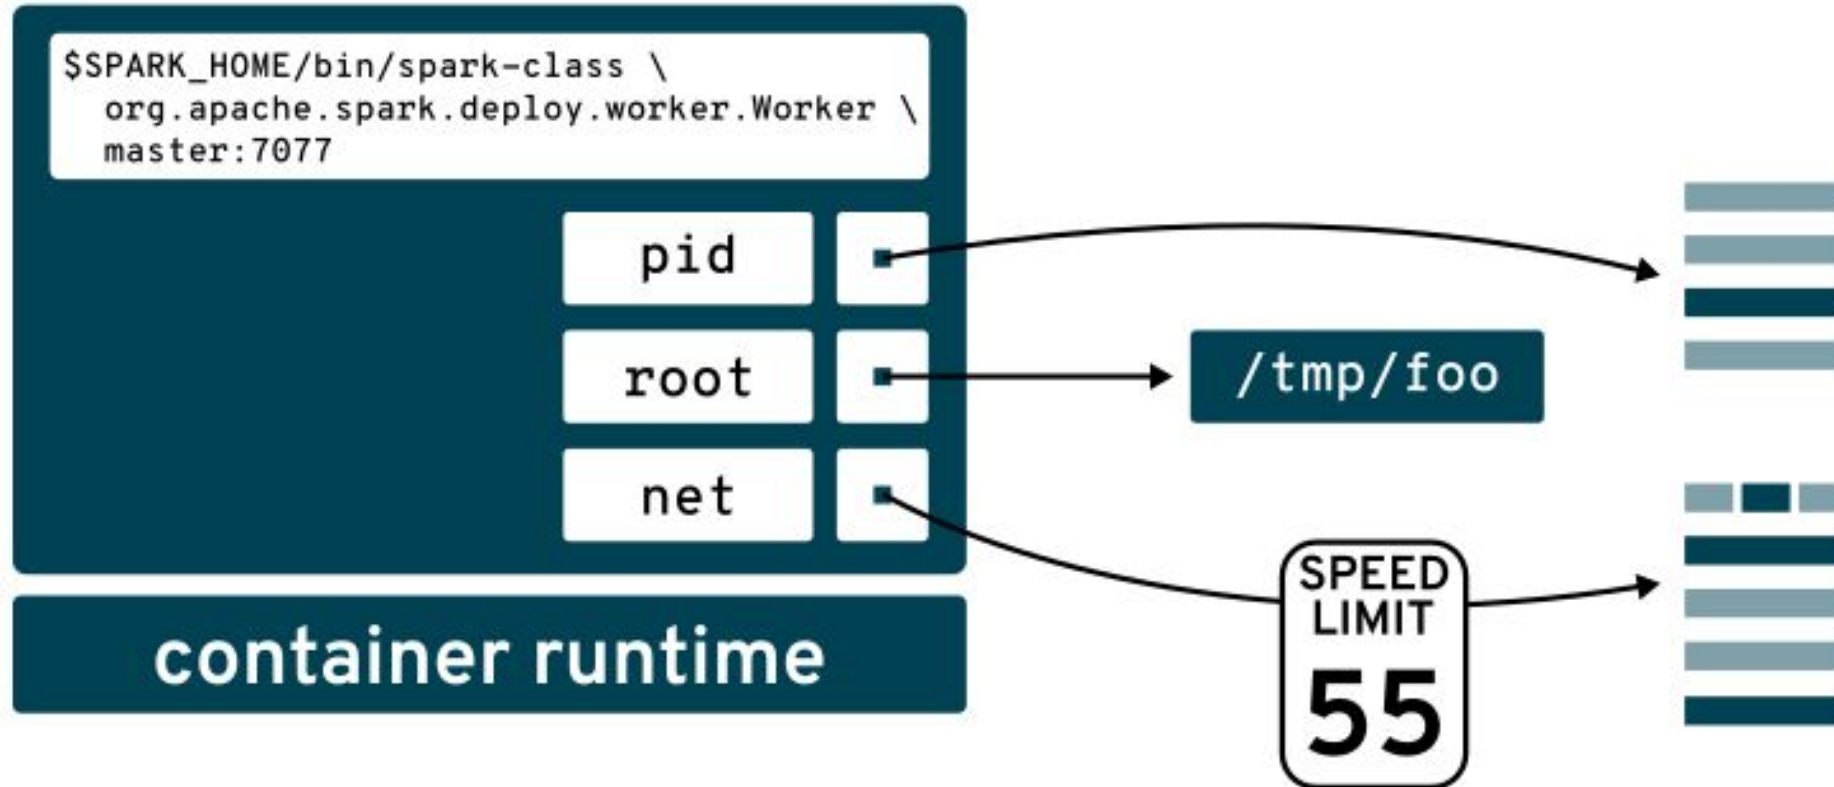 $SPARK_HOME/bin/spark-class \
org.apache.spark.deploy.worker.Worker \
master:7077
pid
root
/tmp/foo
net
SPEED
LIMIT
55
container runtime